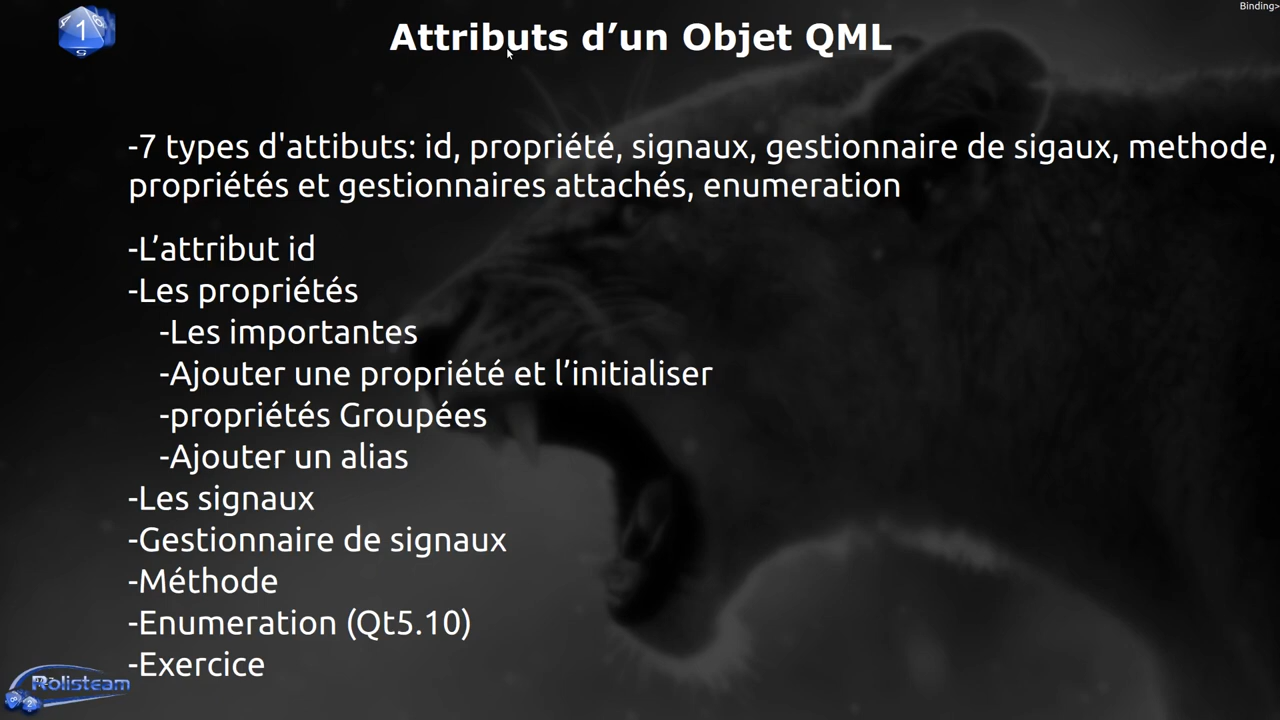 Binding>
Attributs d’un Objet QML
-7 types d'attibuts: id, propriété, signaux, gestionnaire de sigaux, methode,
propriétés et gestionnaires attachés, enumeration
-L’attribut id
-Les propriétés
-Les importantes
-Ajouter une propriété et l’initialiser
-propriétés Groupées
-Ajouter un alias
-Les signaux
-Gestionnaire de signaux
-Méthode
-Enumeration (Qt5.10)
-Exercice
Rolisteam